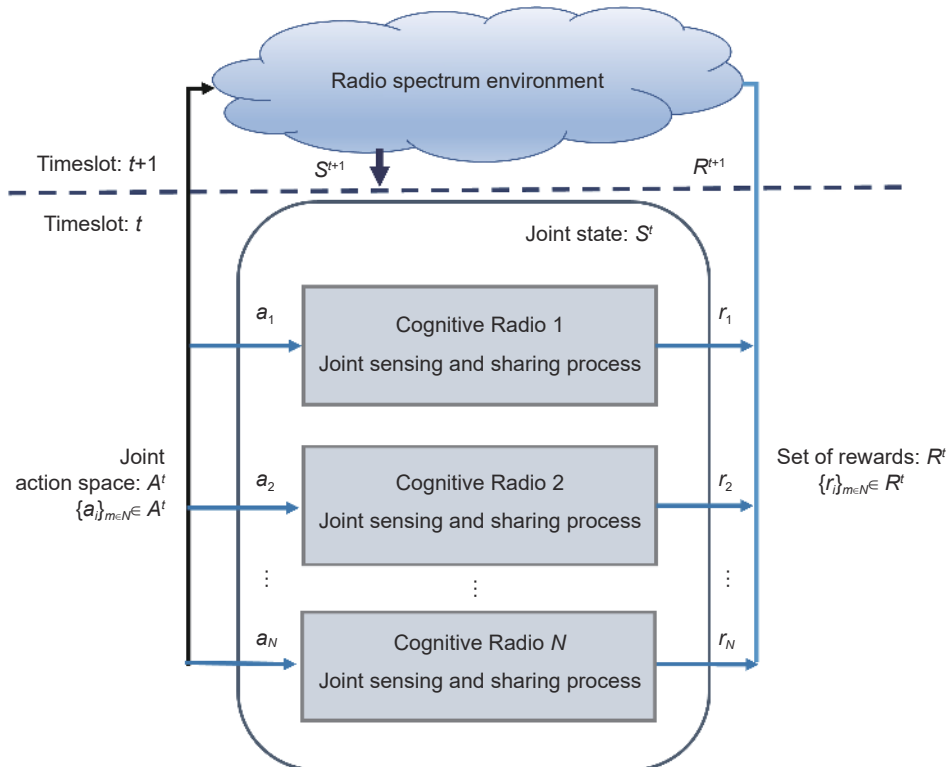 Radio spectrum environment
Timeslot: t+1
S^{t+1}
R^{t+1}
Timeslot: t
Joint state: S^t
a_1
Cognitive Radio 1
Joint sensing and sharing process
r_1
Joint
action space: A^t
{a_i}_{m∈N}∈ A^t
a_2
Cognitive Radio 2
Joint sensing and sharing process
r_2
Set of rewards: R^t
{r_i}_{m∈N}∈ R^t
⋮
⋮
⋮
a_N
Cognitive Radio N
Joint sensing and sharing process
r_N